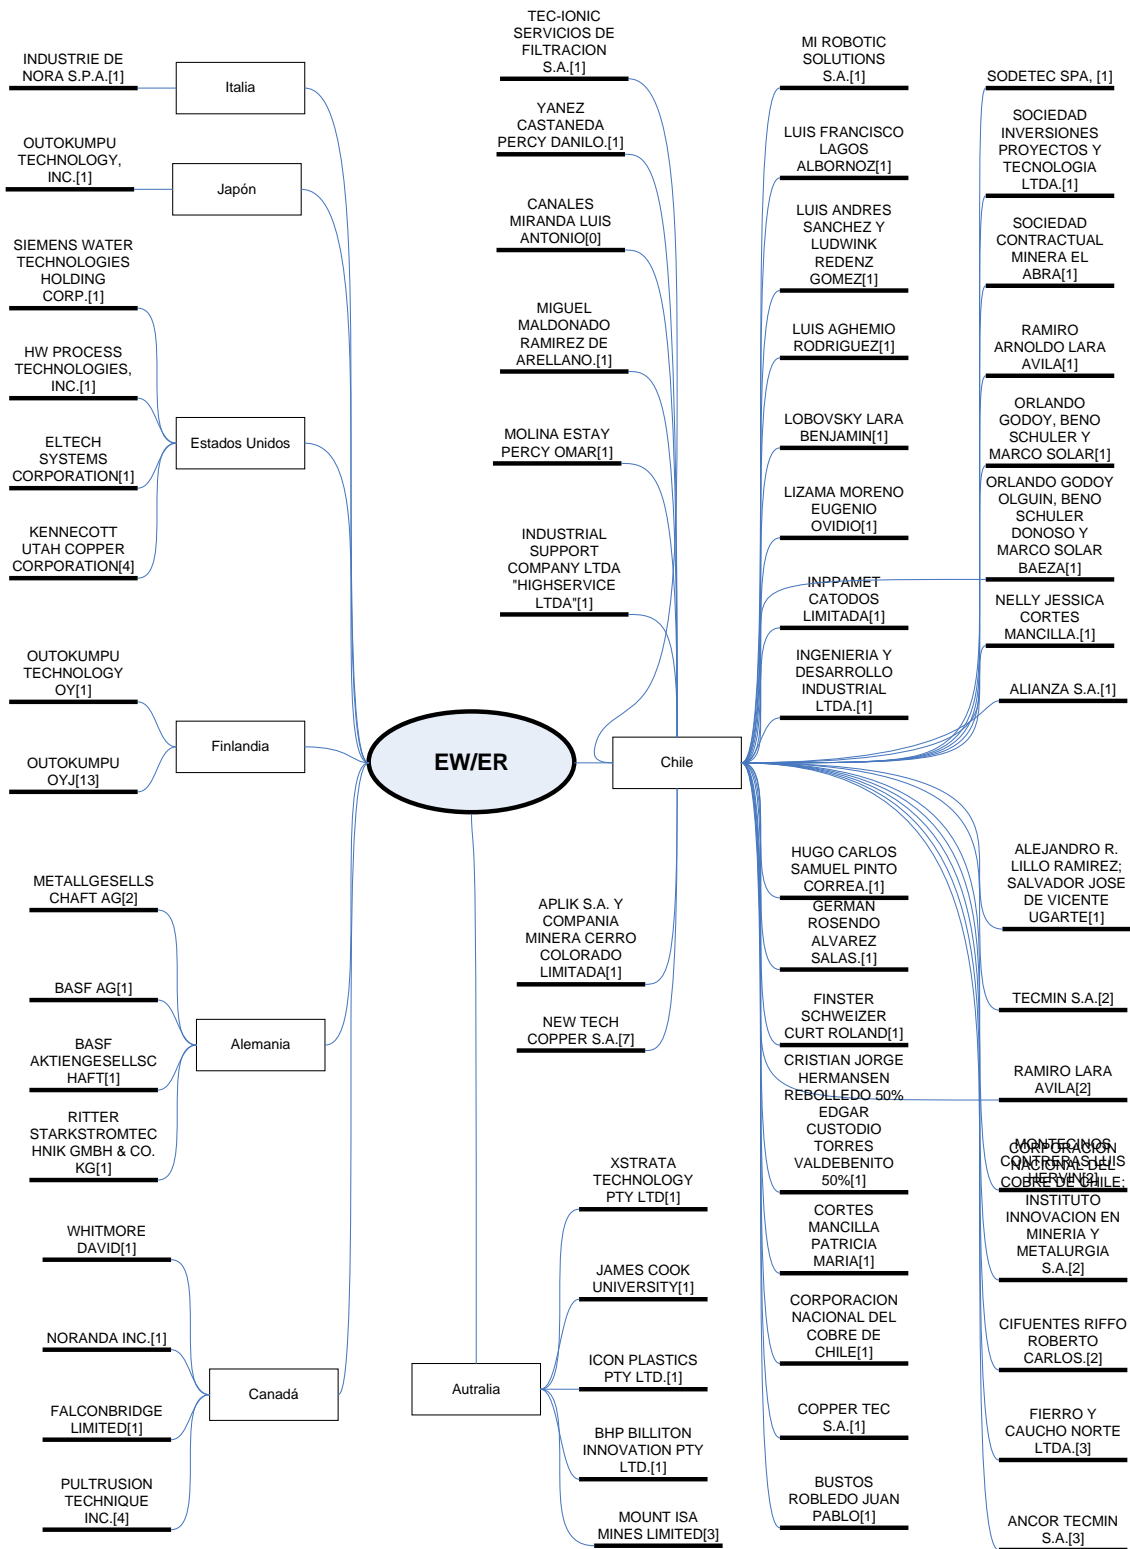 INDUSTRIE DE
NORA S.P.A.[1]
Italia
OUTOKUMPU
TECHNOLOGY,
INC.[1]
Japón
SIEMENS WATER
TECHNOLOGIES
HOLDING
CORP.[1]
HW PROCESS
TECHNOLOGIES,
INC.[1]
ELTECH
SYSTEMS
CORPORATION[1]
KENNECOTT
UTAH COPPER
CORPORATION[4]
Estados Unidos
OUTOKUMPU
TECHNOLOGY
OY[1]
OUTOKUMPU
OYJ[13]
Finlandia
METALLGESELLS
CHAFT AG[2]
BASF AG[1]
BASF
AKTIENGESELLSC
HAFT[1]
RITTER
STARKSTROMTEC
HNIK GMBH & CO.
KG[1]
Alemania
WHITMORE
DAVID[1]
NORANDA INC.[1]
FALCONBRIDGE
LIMITED[1]
PULTRUSION
TECHNIQUE
INC.[4]
Canadá
EW/ER
TEC-IONIC
SERVICIOS DE
FILTRACION
S.A.[1]
YANEZ
CASTANEDA
PERCY DANILO.[1]
CANALES
MIRANDA LUIS
ANTONIO[0]
MIGUEL
MALDONADO
RAMIREZ DE
ARELLANO.[1]
MOLINA ESTAY
PERCY OMAR[1]
INDUSTRIAL
SUPPORT
COMPANY LTDA
"HIGHSERVICE
LTDA"[1]
Chile
APLIK S.A. Y
COMPANIA
MINERA CERRO
COLORADO
LIMITADA[1]
NEW TECH
COPPER S.A.[7]
Autralia
XSTRATA
TECHNOLOGY
PTY LTD[1]
JAMES COOK
UNIVERSITY[1]
ICON PLASTICS
PTY LTD.[1]
BHP BILLITON
INNOVATION PTY
LTD.[1]
MOUNT ISA
MINES LIMITED[3]
MI ROBOTIC
SOLUTIONS
S.A.[1]
LUIS FRANCISCO
LAGOS
ALBORNOZ[1]
LUIS ANDRES
SANCHEZ Y
LUDWINK
REDENZ
GOMEZ[1]
LUIS AGHEMIO
RODRIGUEZ[1]
LOBOVSKY LARA
BENJAMIN[1]
LIZAMA MORENO
EUGENIO
OVIDIO[1]
INPPAMET
CATODOS
LIMITADA[1]
INGENIERIA Y
DESARROLLO
INDUSTRIAL
LTDA.[1]
HUGO CARLOS
SAMUEL PINTO
CORREA.[1]
GERMAN
ROSENDO
ALVAREZ
SALAS.[1]
FINSTER
SCHWEIZER
CURT ROLAND[1]
CRISTIAN JORGE
HERMANSEN
REBOLLEDO 50%
EDGAR
CUSTODIO
TORRES
VALDEBENITO
50%[1]
CORTES
MANCILLA
PATRICIA
MARIA[1]
CORPORACION
NACIONAL DEL
COBRE DE
CHILE[1]
COPPER TEC
S.A.[1]
BUSTOS
ROBLEDO JUAN
PABLO[1]
SODETEC SPA, [1]
SOCIEDAD
INVERSIONES
PROYECTOS Y
TECNOLOGIA
LTDA.[1]
SOCIEDAD
CONTRACTUAL
MINERA EL
ABRA[1]
RAMIRO
ARNOLDO LARA
AVILA[1]
ORLANDO
GODOY, BENO
SCHULER Y
MARCO SOLAR[1]
ORLANDO GODOY
OLGUIN, BENO
SCHULER
DONOSO Y
MARCO SOLAR
BAEZA[1]
NELLY JESSICA
CORTES
MANCILLA.[1]
ALIANZA S.A.[1]
ALEJANDRO R.
LILLO RAMIREZ;
SALVADOR JOSE
DE VICENTE
UGARTE[1]
TECMIN S.A.[2]
RAMIRO LARA
AVILA[2]
MONTECINOS
CONTRERAS LUIS
HERVIN[2]
CORPORACION
NACIONAL DEL
COBRE DE CHILE;
INSTITUTO
INNOVACION EN
MINERIA Y
METALURGIA
S.A.[2]
CIFUENTES RIFFO
ROBERTO
CARLOS.[2]
FIERRO Y
CAUCHO NORTE
LTDA.[3]
ANCOR TECMIN
S.A.[3]